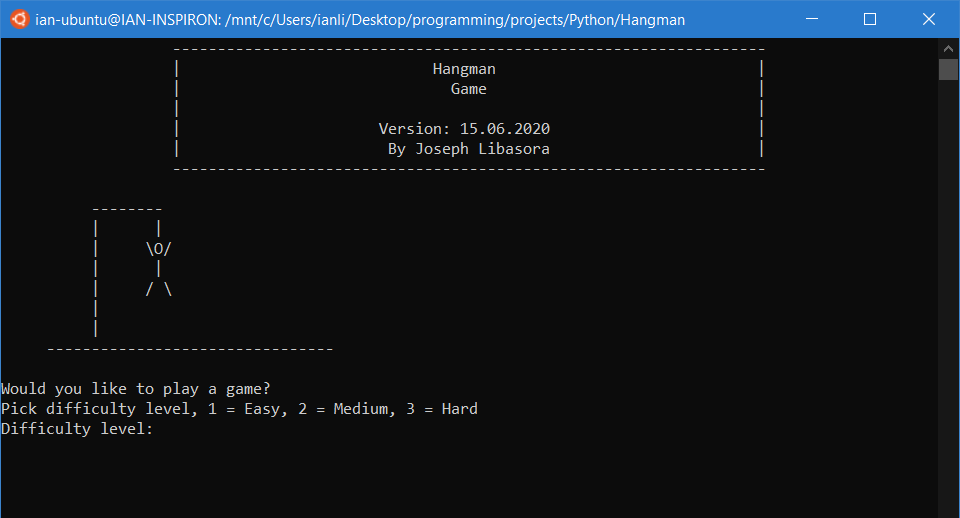 ian-ubuntu@IAN-INSPIRON: /mnt/c/Users/ianli/Desktop/programming/projects/Python/Hangman
Hangman
Game
Version: 15.06.2020
By Joseph Libasora
Would you like to play a game?
Pick difficulty level, 1 = Easy, 2 = Medium, 3 = Hard
Difficulty level: